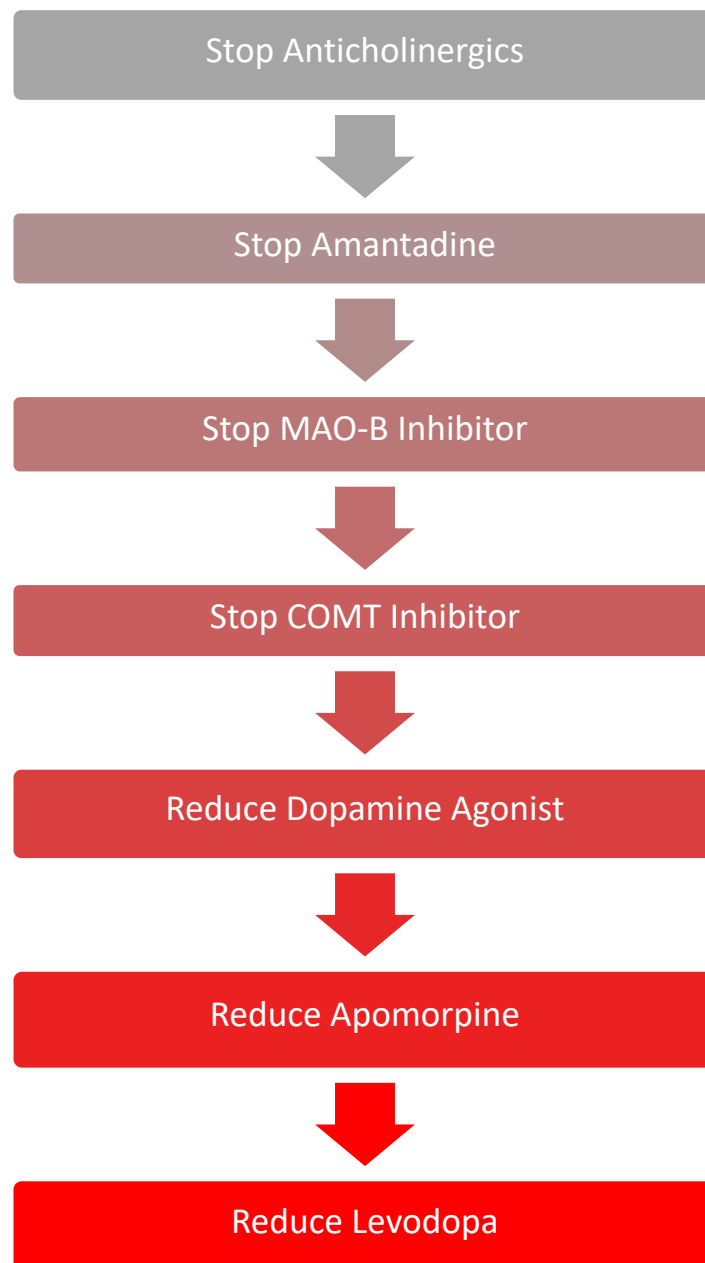 Stop Anticholinergics
Stop Amantadine
Stop MAO-B Inhibitor
Stop COMT Inhibitor
Reduce Dopamine Agonist
Reduce Apomorpine
Reduce Levodopa